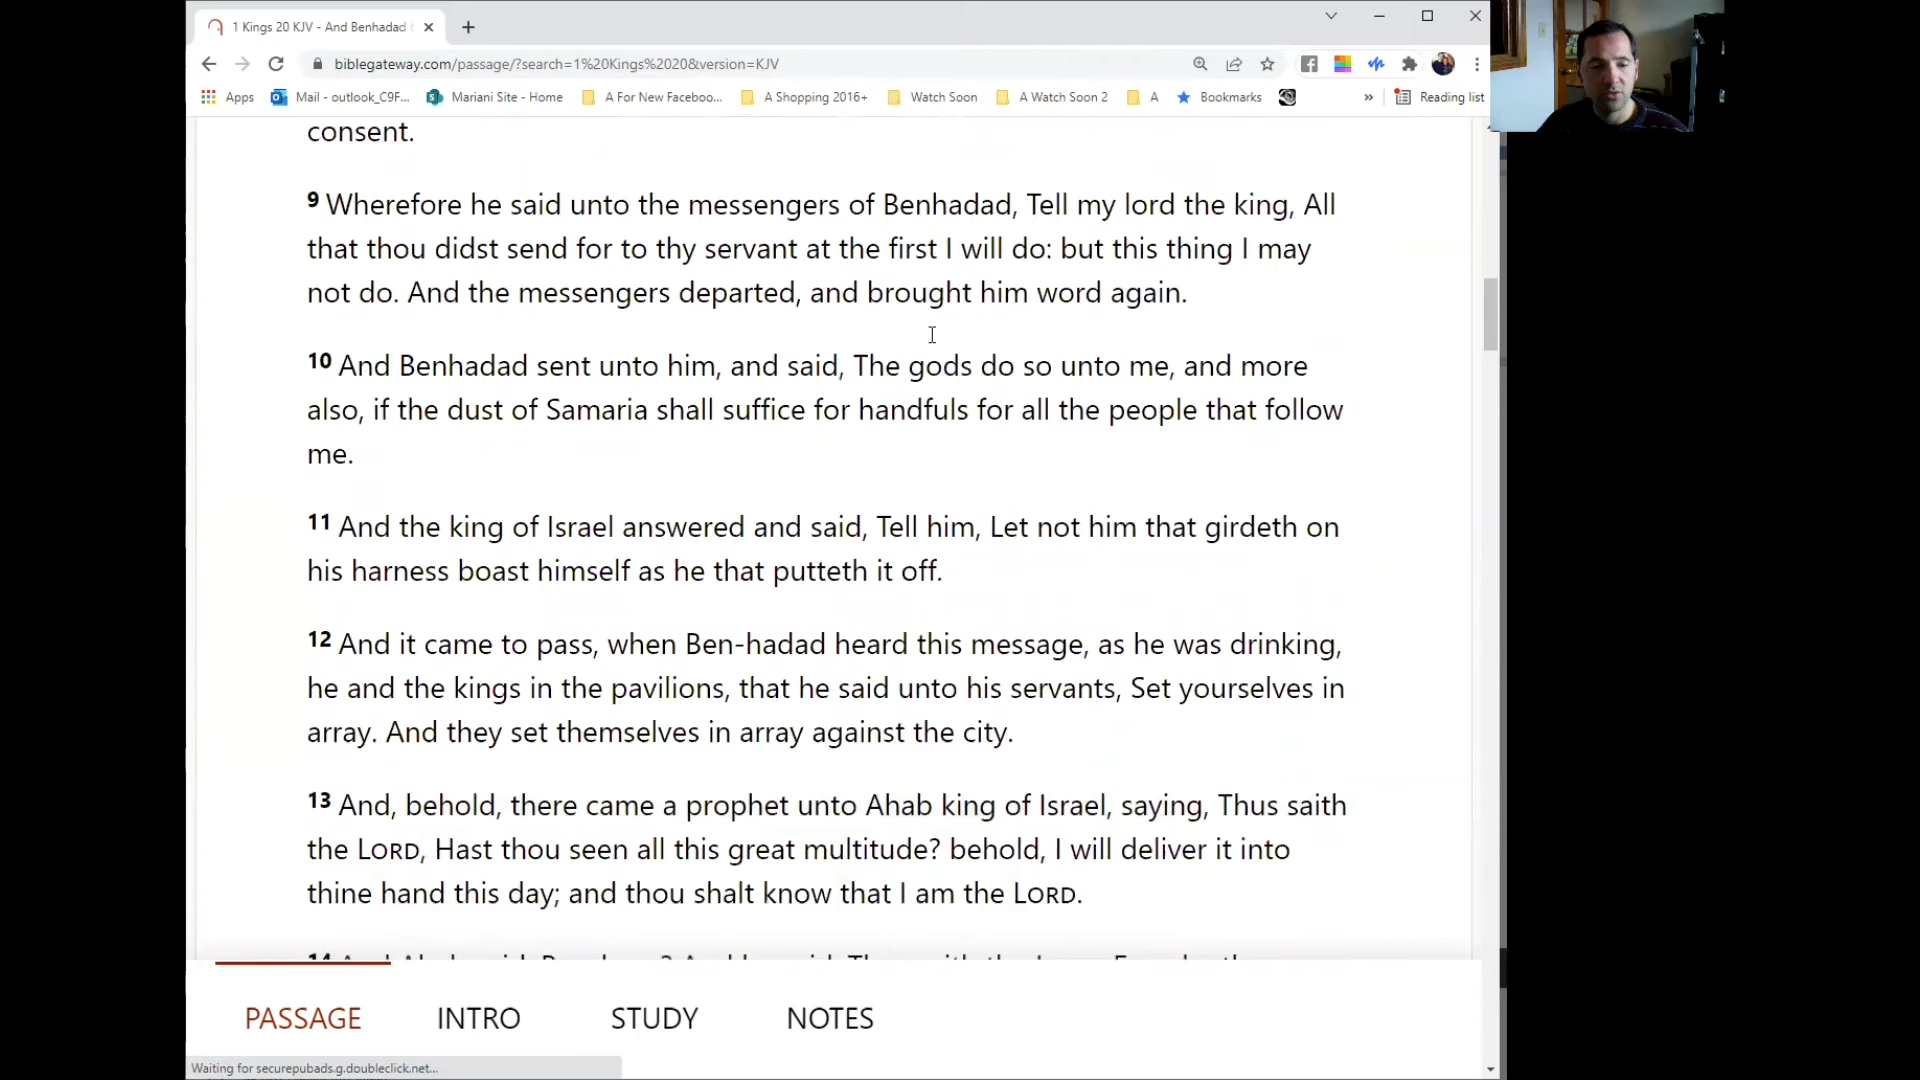 1 Kings 20 KJV - And Benhadad
biblegateway.com/passage/?search=1%20Kings%2020&version=KJV
Apps
Mail - outlook_C9F...
Mariani Site - Home
A For New Faceboo...
A Shopping 2016+
Watch Soon
A Watch Soon 2
A
Bookmarks
»
Reading list
consent.
9 Wherefore he said unto the messengers of Benhadad, Tell my lord the king, All
that thou didst send for to thy servant at the first I will do: but this thing I may
not do. And the messengers departed, and brought him word again.
10 And Benhadad sent unto him, and said, The gods do so unto me, and more
also, if the dust of Samaria shall suffice for handfuls for all the people that follow
me.
11 And the king of Israel answered and said, Tell him, Let not him that girdeth on
his harness boast himself as he that putteth it off.
12 And it came to pass, when Ben-hadad heard this message, as he was drinking,
he and the kings in the pavilions, that he said unto his servants, Set yourselves in
array. And they set themselves in array against the city.
13 And, behold, there came a prophet unto Ahab king of Israel, saying, Thus saith
the LORD, Hast thou seen all this great multitude? behold, I will deliver it into
thine hand this day; and thou shalt know that I am the LORD.
PASSAGE
INTRO
STUDY
NOTES
Waiting for securepubads.g.doubleclick.net...